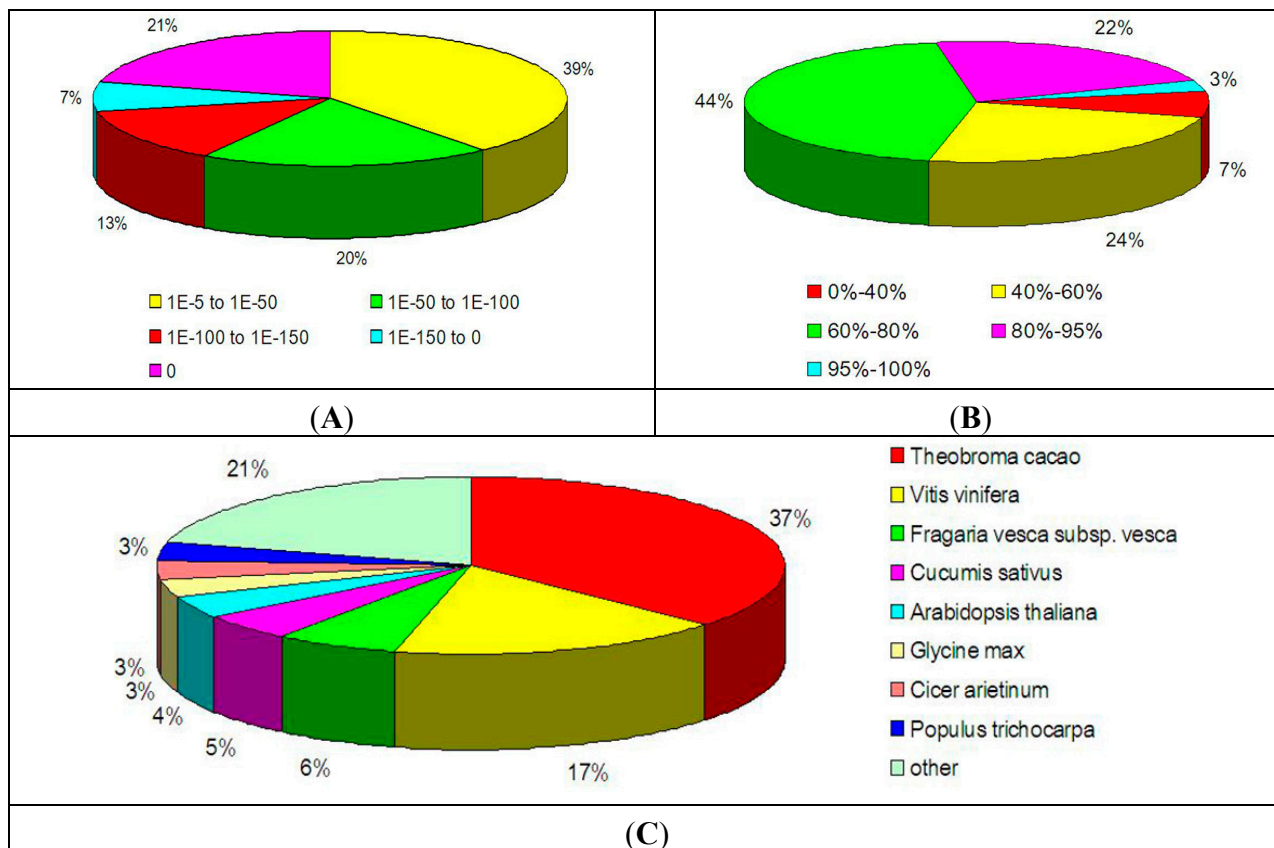 21%
39%
7%
13%
20%
1E-5 to 1E-50 1E-50 to 1E-100
1E-100 to 1E-150 1E-150 to 0
0
(A)
22%
3%
44%
7%
24%
0%-40% 40%-60%
60%-80% 80%-95%
95%-100%
(B)
21%
37%
3%
3%
3%
4%
5%
6%
17%
Theobroma cacao
Vitis vinifera
Fragaria vesca subsp. vesca
Cucumis sativus
Arabidopsis thaliana
Glycine max
Cicer arietinum
Populus trichocarpa
other
(C)